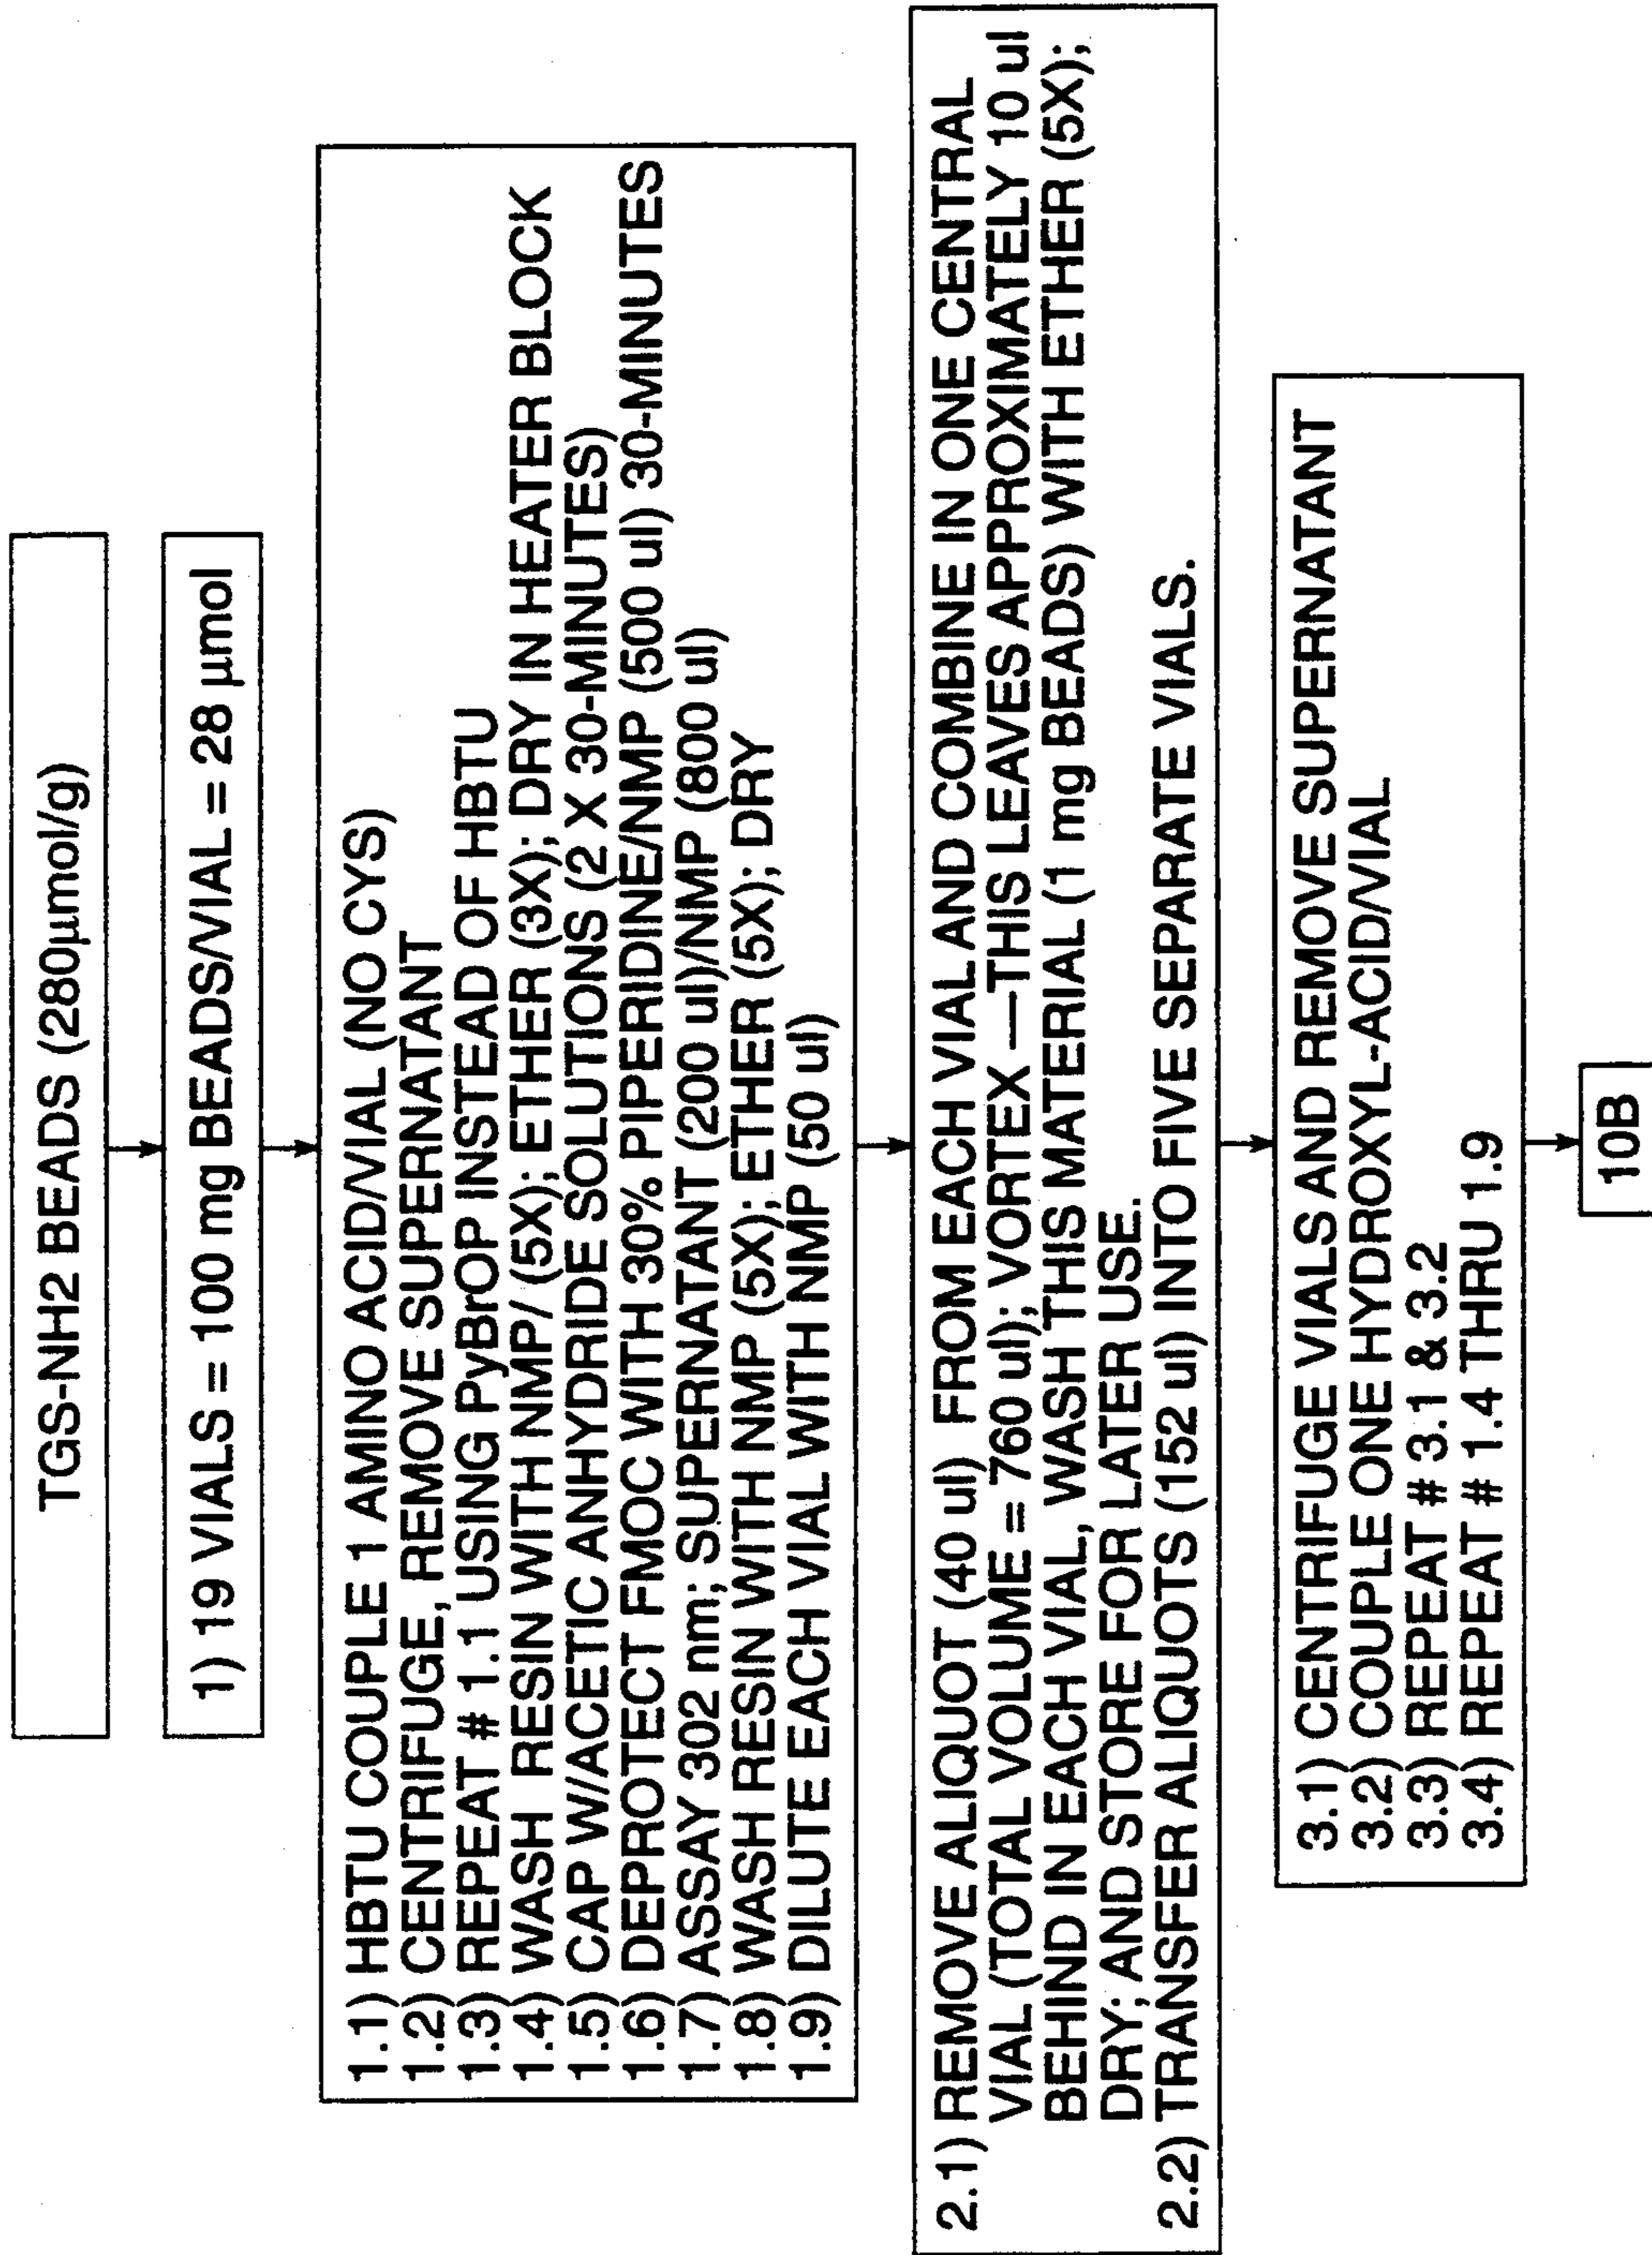 TGS-NH2 BEADS (280µmol/g)
1) 19 VIALS = 100 mg BEADS/VIAL = 28 µmol
1.1) HBTU COUPLE 1 AMINO ACID/VIAL (NO CYS)
1.2) CENTRIFUGE, REMOVE SUPERNATANT
1.3) REPEAT # 1.1 USING PyBrOP INSTEAD OF HBTU
1.4) WASH RESIN WITH NMP/ (5X); ETHER (3X); DRY IN HEATER BLOCK
1.5) CAP W/ACETIC ANHYDRIDE SOLUTIONS (2 X 30-MINUTES)
1.6) DEPROTECT FMOC WITH 30% PIPERIDINE/NMP (500 ul) 30-MINUTES
1.7) ASSAY 302 nm; SUPERNATANT (200 ul)/NMP (800 ul)
1.8) WASH RESIN WITH NMP (5X); ETHER (5X); DRY
1.9) DILUTE EACH VIAL WITH NMP (50 ul)
2.1) REMOVE ALIQUOT (40 ul) FROM EACH VIAL AND COMBINE IN ONE CENTRAL
VIAL (TOTAL VOLUME = 760 ul); VORTEX —THIS LEAVES APPROXIMATELY 10 ul
BEHIND IN EACH VIAL, WASH THIS MATERIAL (1 mg BEADS) WITH ETHER (5X);
DRY; AND STORE FOR LATER USE.
2.2) TRANSFER ALIQUOTS (152 ul) INTO FIVE SEPARATE VIALS.
3.1) CENTRIFUGE VIALS AND REMOVE SUPERNATANT
3.2) COUPLE ONE HYDROXYL-ACID/VIAL
3.3) REPEAT # 3.1 & 3.2
3.4) REPEAT # 1.4 THRU 1.9
10B